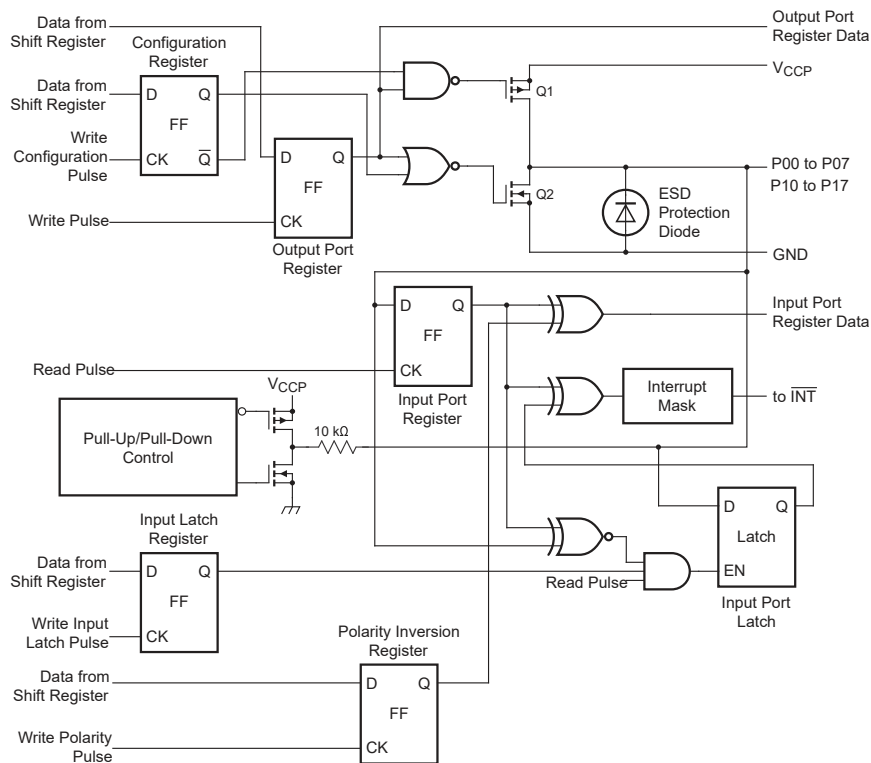 Data from
Shift Register
Configuration
Register
Output Port
Register Data
VCCP
Data from
Shift Register
D
Q
FF
CK
Q̅
Q1
Write
Configuration
Pulse
D
Q
FF
CK
P00 to P07
P10 to P17
Q2
ESD
Protection
Diode
Write Pulse
Output Port
Register
GND
D
Q
FF
CK
Input Port
Register Data
Read Pulse
Input Port
Register
VCCP
Interrupt
Mask
to I̅N̅T̅
Pull-Up/Pull-Down
Control
10 kΩ
D
Q
Latch
EN
Input Latch
Register
Data from
Shift Register
D
Q
FF
CK
Read Pulse
Input Port
Latch
Write Input
Latch Pulse
Polarity Inversion
Register
Data from
Shift Register
D
Q
FF
CK
Write Polarity
Pulse